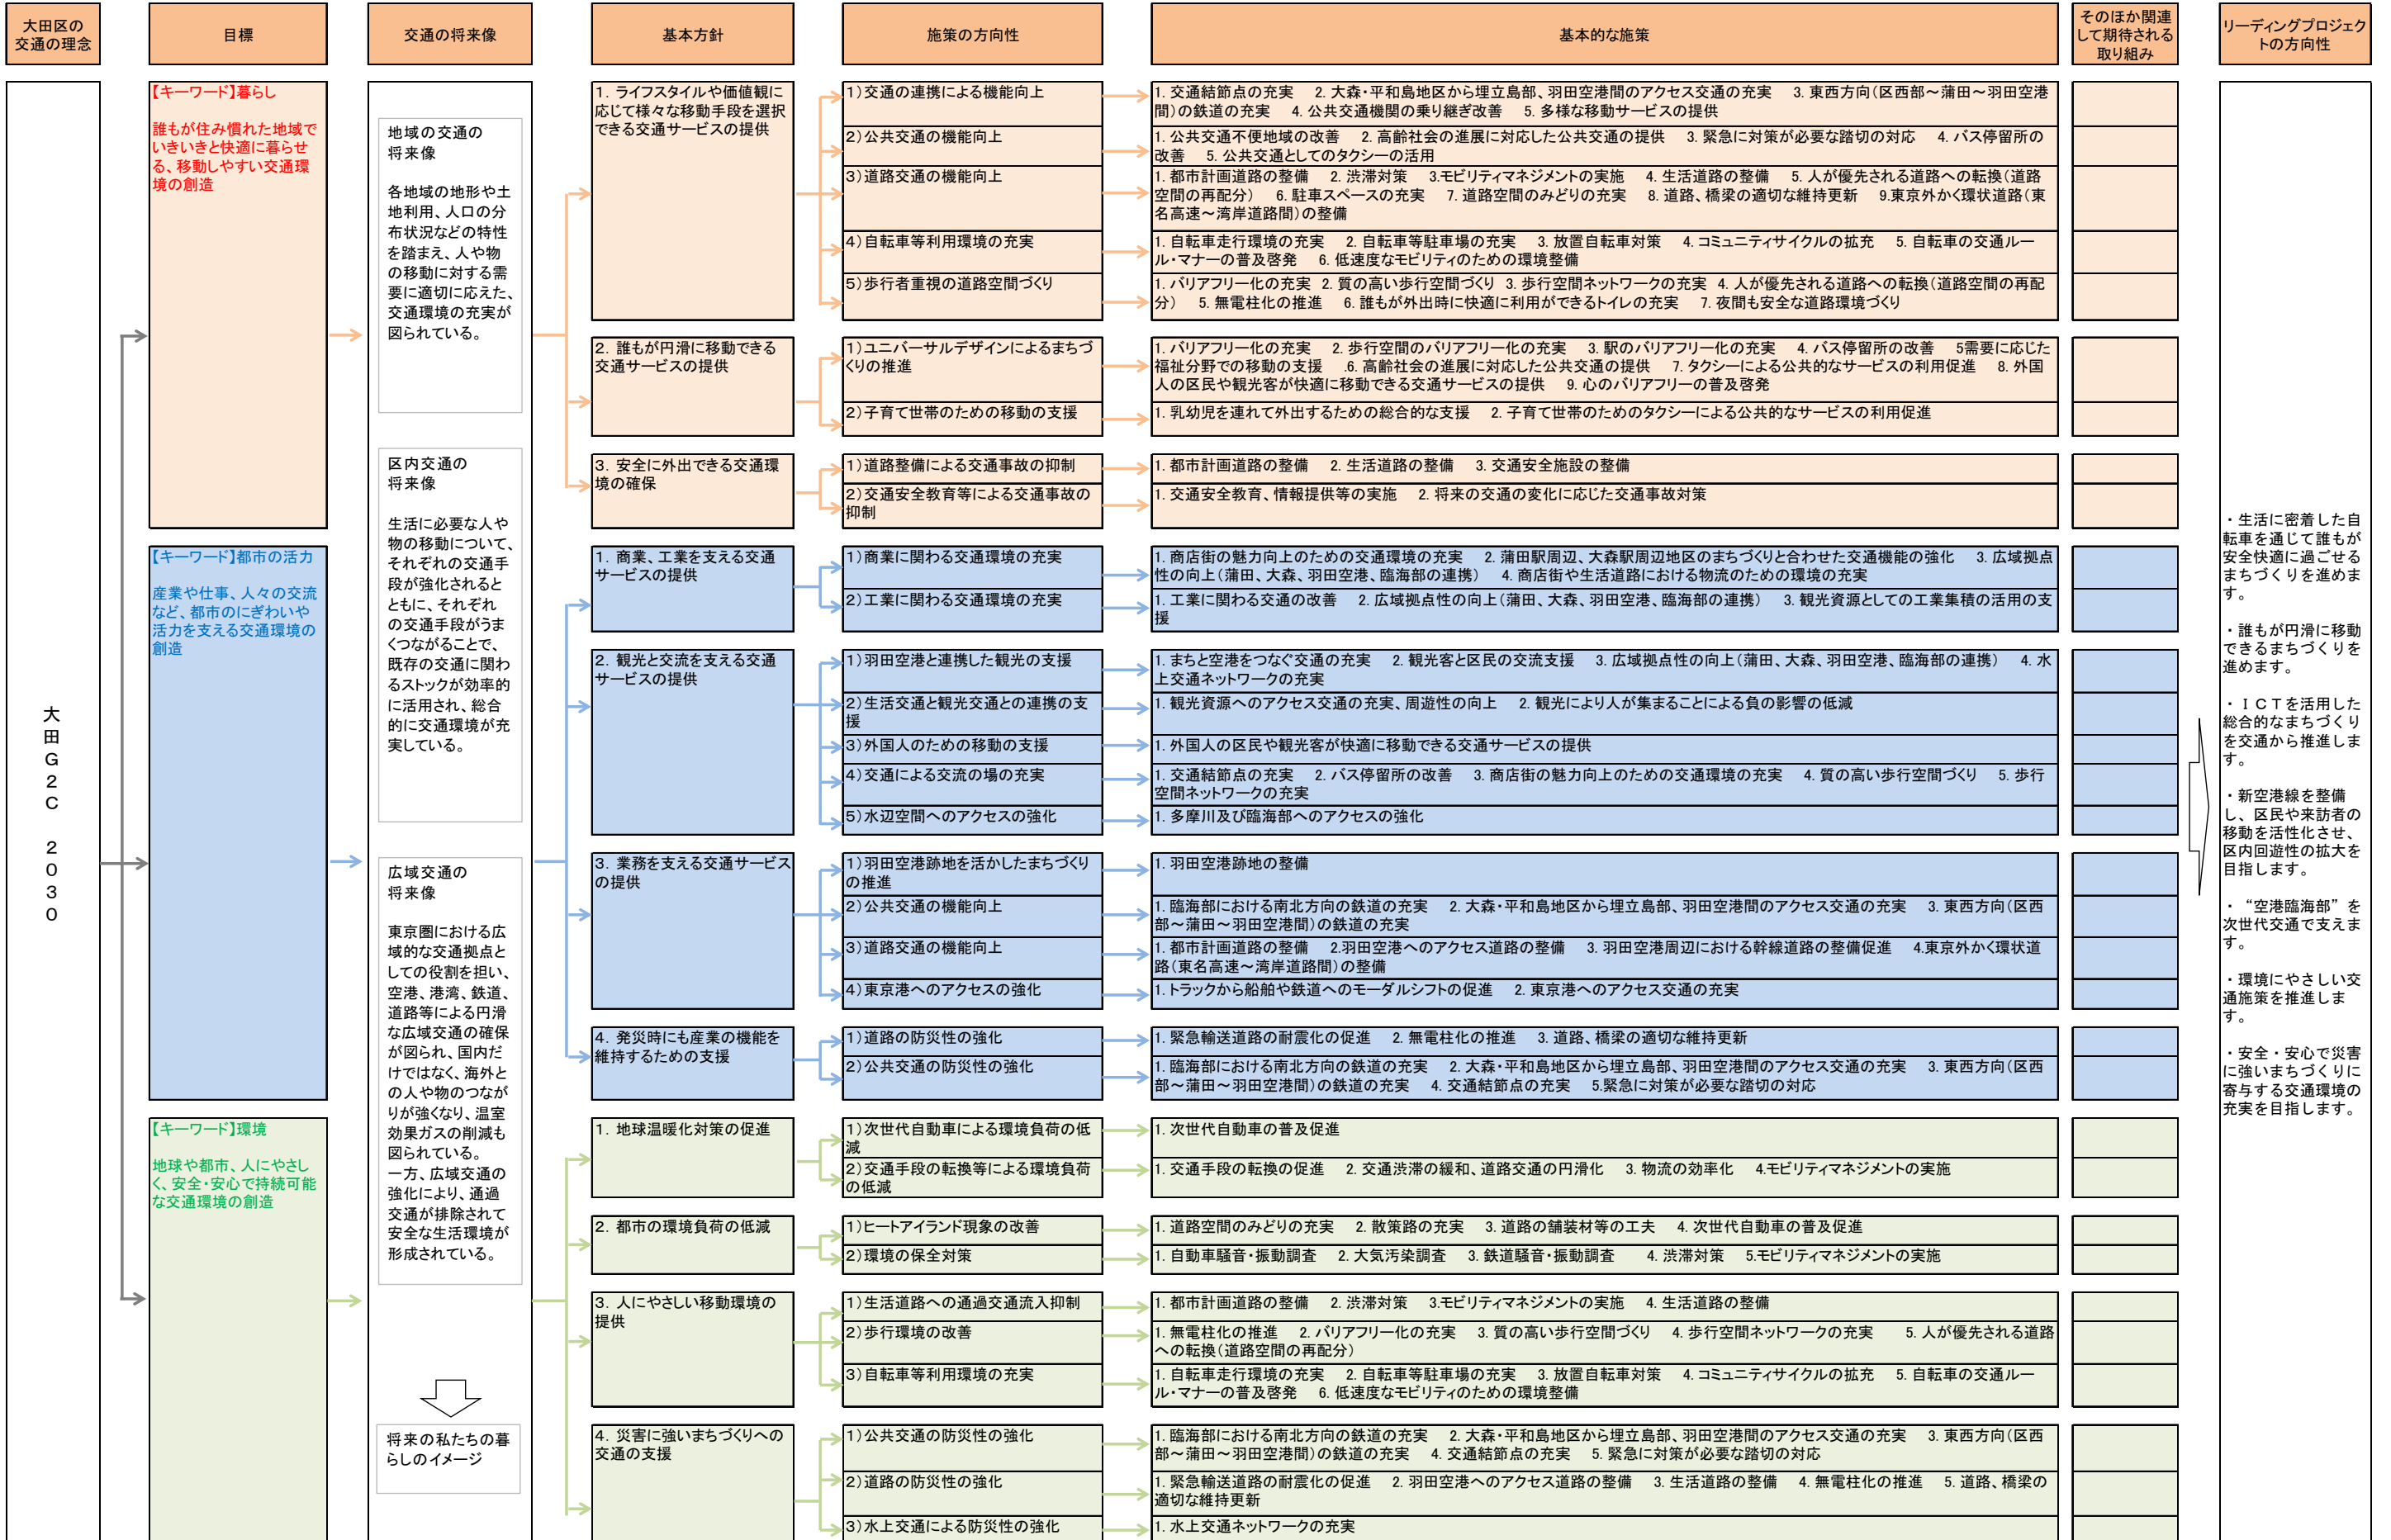 大田区の
交通の理念
目標
交通の将来像
基本方針
施策の方向性
基本的な施策
そのほか関連
して期待される
取り組み
リーディングプロジェク
トの方向性
大田G2C 2030
【キーワード】暮らし
誰もが住み慣れた地域で
いきいきと快適に暮らせ
る、移動しやすい交通環
境の創造
【キーワード】都市の活力
産業や仕事、人々の交流
など、都市のにぎわいや
活力を支える交通環境の
創造
【キーワード】環境
地球や都市、人にやさし
く、安全・安心で持続可能
な交通環境の創造
地域の交通の
将来像
各地域の地形や土
地利用、人口の分
布状況などの特性
を踏まえ、人や物
の移動に対する需
要に適切に応えた、
交通環境の充実が
図られている。
区内交通の
将来像
生活に必要な人や
物の移動について、
それぞれの交通手
段が強化されると
ともに、それぞれ
の交通手段がうま
くつながることで、
既存の交通に関わ
るストックが効率的
に活用され、総合
的に交通環境が充
実している。
広域交通の
将来像
東京圏における広
域的な交通拠点と
しての役割を担い、
空港、港湾、鉄道、
道路等による円滑
な広域交通の確保
が図られ、国内だ
けではなく、海外と
の人や物のつなが
りが強くなり、温室
効果ガスの削減も
図られている。
一方、広域交通の
強化により、通過
交通が排除されて
安全な生活環境が
形成されている。
将来の私たちの暮
らしのイメージ
1. ライフスタイルや価値観に
応じて様々な移動手段を選択
できる交通サービスの提供
1)交通の連携による機能向上
1. 交通結節点の充実 2. 大森・平和島地区から埋立島部、羽田空港間のアクセス交通の充実 3. 東西方向(区西部～蒲田～羽田空港
間)の鉄道の充実 4. 公共交通機関の乗り継ぎ改善 5. 多様な移動サービスの提供
2)公共交通の機能向上
1. 公共交通不便地域の改善 2. 高齢社会の進展に対応した公共交通の提供 3. 緊急に対策が必要な踏切の対応 4. バス停留所の
改善 5. 公共交通としてのタクシーの活用
3)道路交通の機能向上
1. 都市計画道路の整備 2. 渋滞対策 3.モビリティマネジメントの実施 4. 生活道路の整備 5. 人が優先される道路への転換(道路
空間の再配分) 6. 駐車スペースの充実 7. 道路空間のみどりの充実 8. 道路、橋梁の適切な維持更新 9.東京外かく環状道路(東
名高速～湾岸道路間)の整備
4)自転車等利用環境の充実
1. 自転車走行環境の充実 2. 自転車等駐車場の充実 3. 放置自転車対策 4. コミュニティサイクルの拡充 5. 自転車の交通ルー
ル・マナーの普及啓発 6. 低速度なモビリティのための環境整備
5)歩行者重視の道路空間づくり
1. バリアフリー化の充実 2. 質の高い歩行空間づくり 3. 歩行空間ネットワークの充実 4. 人が優先される道路への転換(道路空間の再配
分) 5. 無電柱化の推進 6. 誰もが外出時に快適に利用ができるトイレの充実 7. 夜間も安全な道路環境づくり
2. 誰もが円滑に移動できる
交通サービスの提供
1)ユニバーサルデザインによるまちづ
くりの推進
1. バリアフリー化の充実 2. 歩行空間のバリアフリー化の充実 3. 駅のバリアフリー化の充実 4. バス停留所の改善 5需要に応じた
福祉分野での移動の支援 .6. 高齢社会の進展に対応した公共交通の提供 7. タクシーによる公共的なサービスの利用促進 8. 外国
人の区民や観光客が快適に移動できる交通サービスの提供 9. 心のバリアフリーの普及啓発
2)子育て世帯のための移動の支援
1. 乳幼児を連れて外出するための総合的な支援 2. 子育て世帯のためのタクシーによる公共的なサービスの利用促進
3. 安全に外出できる交通環
境の確保
1)道路整備による交通事故の抑制
1. 都市計画道路の整備 2. 生活道路の整備 3. 交通安全施設の整備
2)交通安全教育等による交通事故の
抑制
1. 交通安全教育、情報提供等の実施 2. 将来の交通の変化に応じた交通事故対策
1. 商業、工業を支える交通
サービスの提供
1)商業に関わる交通環境の充実
1. 商店街の魅力向上のための交通環境の充実 2. 蒲田駅周辺、大森駅周辺地区のまちづくりと合わせた交通機能の強化 3. 広域拠点
性の向上(蒲田、大森、羽田空港、臨海部の連携) 4. 商店街や生活道路における物流のための環境の充実
2)工業に関わる交通環境の充実
1. 工業に関わる交通の改善 2. 広域拠点性の向上(蒲田、大森、羽田空港、臨海部の連携) 3. 観光資源としての工業集積の活用の支
援
2. 観光と交流を支える交通
サービスの提供
1)羽田空港と連携した観光の支援
1. まちと空港をつなぐ交通の充実 2. 観光客と区民の交流支援 3. 広域拠点性の向上(蒲田、大森、羽田空港、臨海部の連携) 4. 水
上交通ネットワークの充実
2)生活交通と観光交通との連携の支
援
1. 観光資源へのアクセス交通の充実、周遊性の向上 2. 観光により人が集まることによる負の影響の低減
3)外国人のための移動の支援
1. 外国人の区民や観光客が快適に移動できる交通サービスの提供
4)交通による交流の場の充実
1. 交通結節点の充実 2. バス停留所の改善 3. 商店街の魅力向上のための交通環境の充実 4. 質の高い歩行空間づくり 5. 歩行
空間ネットワークの充実
5)水辺空間へのアクセスの強化
1. 多摩川及び臨海部へのアクセスの強化
3. 業務を支える交通サービス
の提供
1)羽田空港跡地を活かしたまちづくり
の推進
1. 羽田空港跡地の整備
2)公共交通の機能向上
1. 臨海部における南北方向の鉄道の充実 2. 大森・平和島地区から埋立島部、羽田空港間のアクセス交通の充実 3. 東西方向(区西
部～蒲田～羽田空港間)の鉄道の充実
3)道路交通の機能向上
1. 都市計画道路の整備 2.羽田空港へのアクセス道路の整備 3. 羽田空港周辺における幹線道路の整備促進 4.東京外かく環状道
路(東名高速～湾岸道路間)の整備
4)東京港へのアクセスの強化
1. トラックから船舶や鉄道へのモーダルシフトの促進 2. 東京港へのアクセス交通の充実
4. 発災時にも産業の機能を
維持するための支援
1)道路の防災性の強化
1. 緊急輸送道路の耐震化の促進 2. 無電柱化の推進 3. 道路、橋梁の適切な維持更新
2)公共交通の防災性の強化
1. 臨海部における南北方向の鉄道の充実 2. 大森・平和島地区から埋立島部、羽田空港間のアクセス交通の充実 3. 東西方向(区西
部～蒲田～羽田空港間)の鉄道の充実 4. 交通結節点の充実 5.緊急に対策が必要な踏切の対応
1. 地球温暖化対策の促進
1)次世代自動車による環境負荷の低
減
1. 次世代自動車の普及促進
2)交通手段の転換等による環境負荷
の低減
1. 交通手段の転換の促進 2. 交通渋滞の緩和、道路交通の円滑化 3. 物流の効率化 4.モビリティマネジメントの実施
2. 都市の環境負荷の低減
1)ヒートアイランド現象の改善
1. 道路空間のみどりの充実 2. 散策路の充実 3. 道路の舗装材等の工夫 4. 次世代自動車の普及促進
2)環境の保全対策
1. 自動車騒音・振動調査 2. 大気汚染調査 3. 鉄道騒音・振動調査 4. 渋滞対策 5.モビリティマネジメントの実施
3. 人にやさしい移動環境の
提供
1)生活道路への通過交通流入抑制
1. 都市計画道路の整備 2. 渋滞対策 3.モビリティマネジメントの実施 4. 生活道路の整備
2)歩行環境の改善
1. 無電柱化の推進 2. バリアフリー化の充実 3. 質の高い歩行空間づくり 4. 歩行空間ネットワークの充実 5. 人が優先される道路
への転換(道路空間の再配分)
3)自転車等利用環境の充実
1. 自転車走行環境の充実 2. 自転車等駐車場の充実 3. 放置自転車対策 4. コミュニティサイクルの拡充 5. 自転車の交通ルー
ル・マナーの普及啓発 6. 低速度なモビリティのための環境整備
4. 災害に強いまちづくりへの
交通の支援
1)公共交通の防災性の強化
1. 臨海部における南北方向の鉄道の充実 2. 大森・平和島地区から埋立島部、羽田空港間のアクセス交通の充実 3. 東西方向(区西
部～蒲田～羽田空港間)の鉄道の充実 4. 交通結節点の充実 5. 緊急に対策が必要な踏切の対応
2)道路の防災性の強化
1. 緊急輸送道路の耐震化の促進 2. 羽田空港へのアクセス道路の整備 3. 生活道路の整備 4. 無電柱化の推進 5. 道路、橋梁の
適切な維持更新
3)水上交通による防災性の強化
1. 水上交通ネットワークの充実
・生活に密着した自
転車を通じて誰もが
安全快適に過ごせる
まちづくりを進めま
す。
・誰もが円滑に移動
できるまちづくりを
進めます。
・ICTを活用した
総合的なまちづくり
を交通から推進しま
す。
・新空港線を整備
し、区民や来訪者の
移動を活性化させ、
区内回遊性の拡大を
目指します。
・“空港臨海部”を
次世代交通で支えま
す。
・環境にやさしい交
通施策を推進しま
す。
・安全・安心で災害
に強いまちづくりに
寄与する交通環境の
充実を目指します。